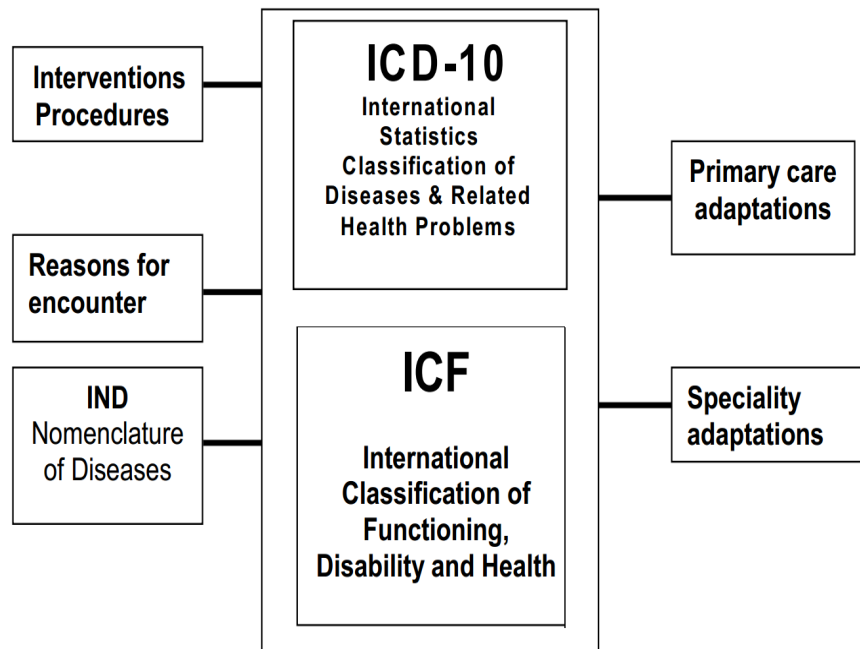 Interventions
Procedures
Reasons for
encounter
IND
Nomenclature
of Diseases
ICD-10
International
Statistics
Classification of
Diseases & Related
Health Problems
ICF
International
Classification of
Functioning,
Disability and Health
Primary care
adaptations
Speciality
adaptations